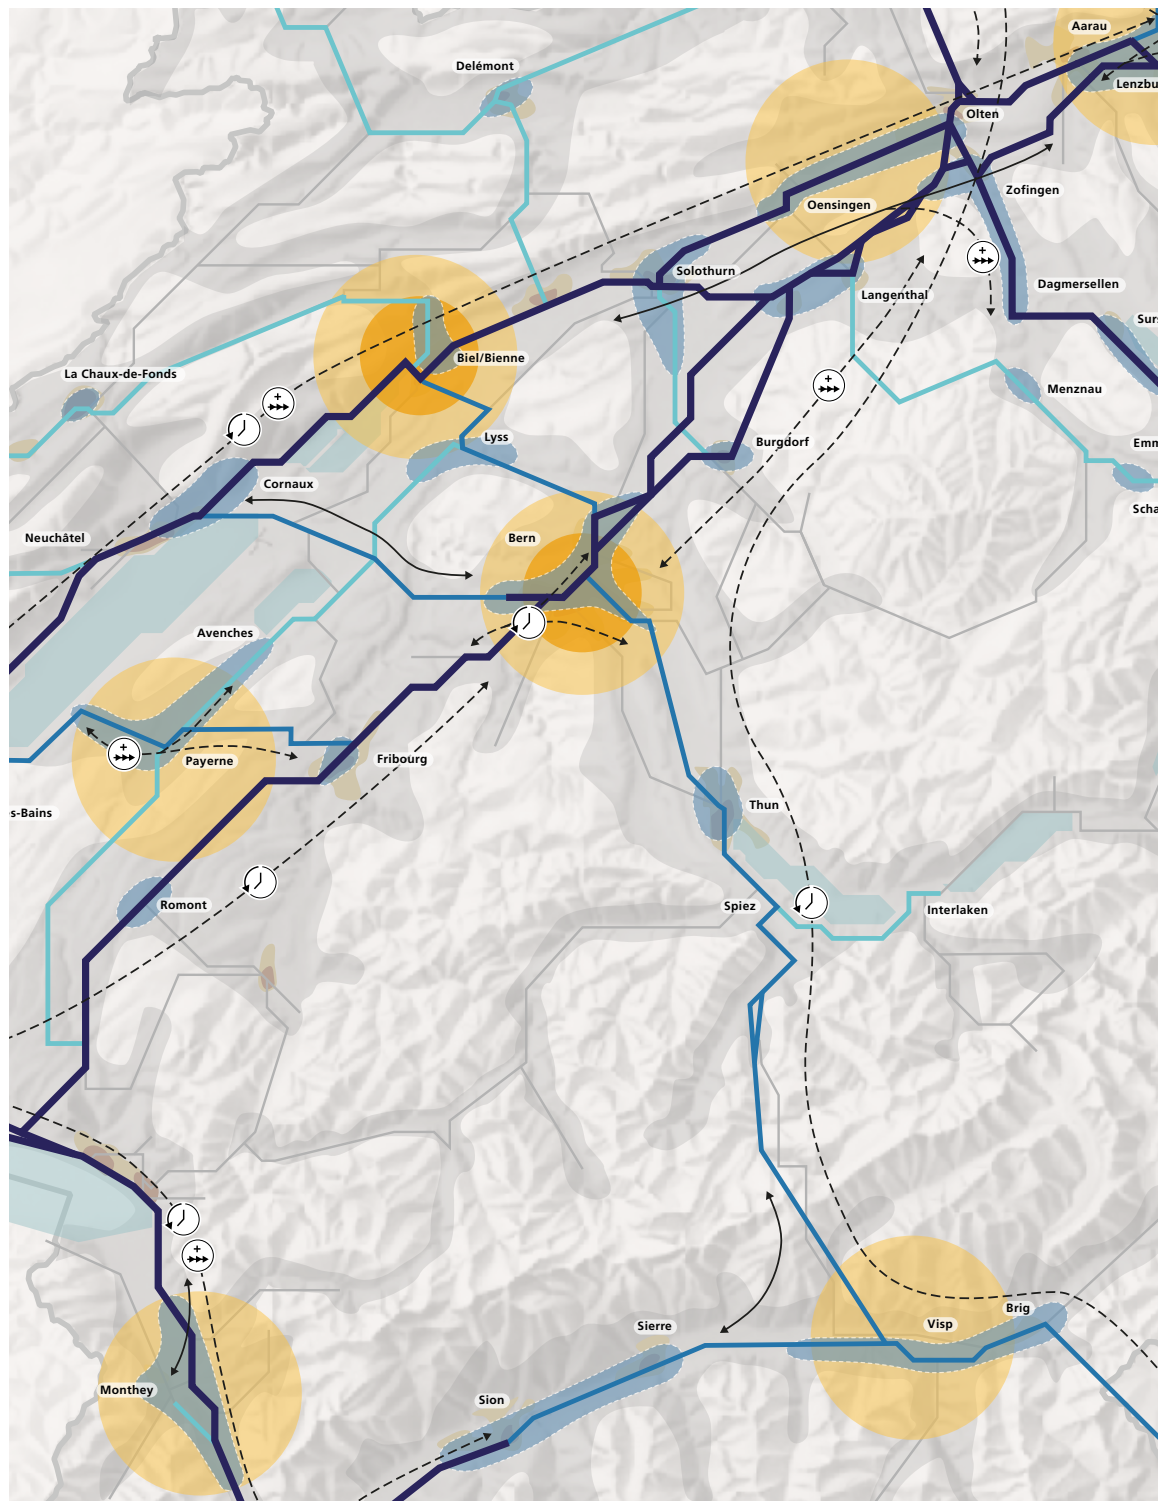 Aarau
Delémont
Lenzbu
Olten
Zofingen
Oensingen
Solothurn
Dagmersellen
Langenthal
Surs
Biel/Bienne
La Chaux-de-Fonds
Menznau
Lyss
Burgdorf
Emm
Cornaux
Scha
Neuchâtel
Bern
Avenches
Payerne
Fribourg
s-Bains
Thun
Romont
Spiez
Interlaken
Brig
Visp
Sierre
Monthey
Sion